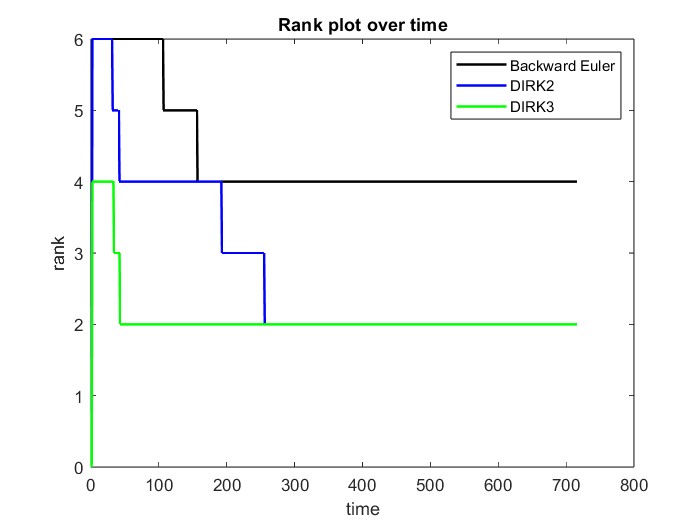 Rank plot over time
6
5
4
3
2
1
0
rank
Backward Euler
DIRK2
DIRK3
0 100 200 300 400 500 600 700 800
time